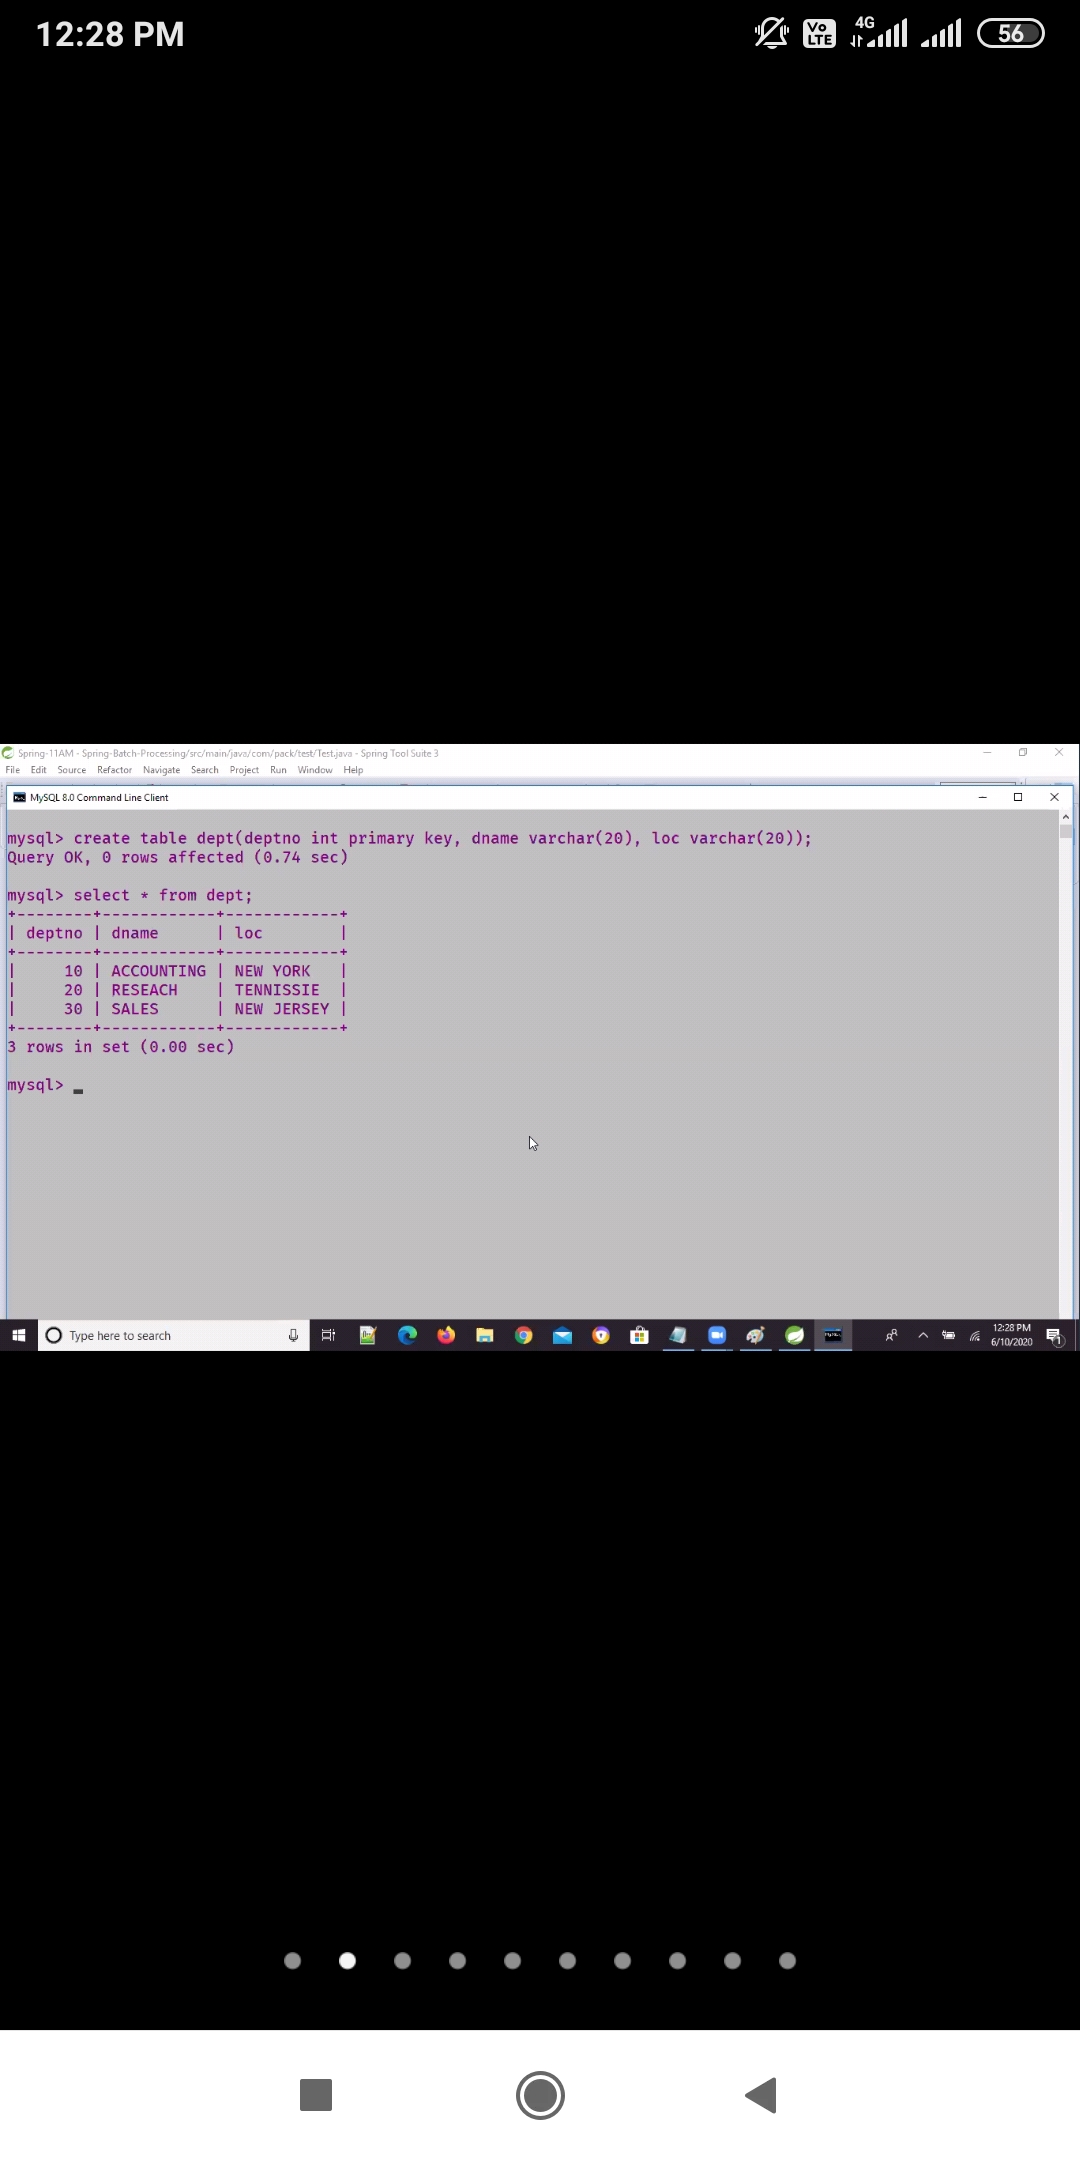 12:28 PM
Vo LTE 4G 56
Spring-11AM - Spring-Batch-Processing/src/main/java/com/pack/test/Test.java - Spring Tool Suite 3
File Edit Source Refactor Navigate Search Project Run Window Help
MySQL 8.0 Command Line Client
mysql> create table dept(deptno int primary key, dname varchar(20), loc varchar(20));
Query OK, 0 rows affected (0.74 sec)
mysql> select * from dept;
+--------+------------+------------+
| deptno | dname      | loc        |
+--------+------------+------------+
|     10 | ACCOUNTING | NEW YORK   |
|     20 | RESEACH    | TENNISSIE  |
|     30 | SALES      | NEW JERSEY |
+--------+------------+------------+
3 rows in set (0.00 sec)
mysql> _
Type here to search
12:28 PM
6/10/2020
1